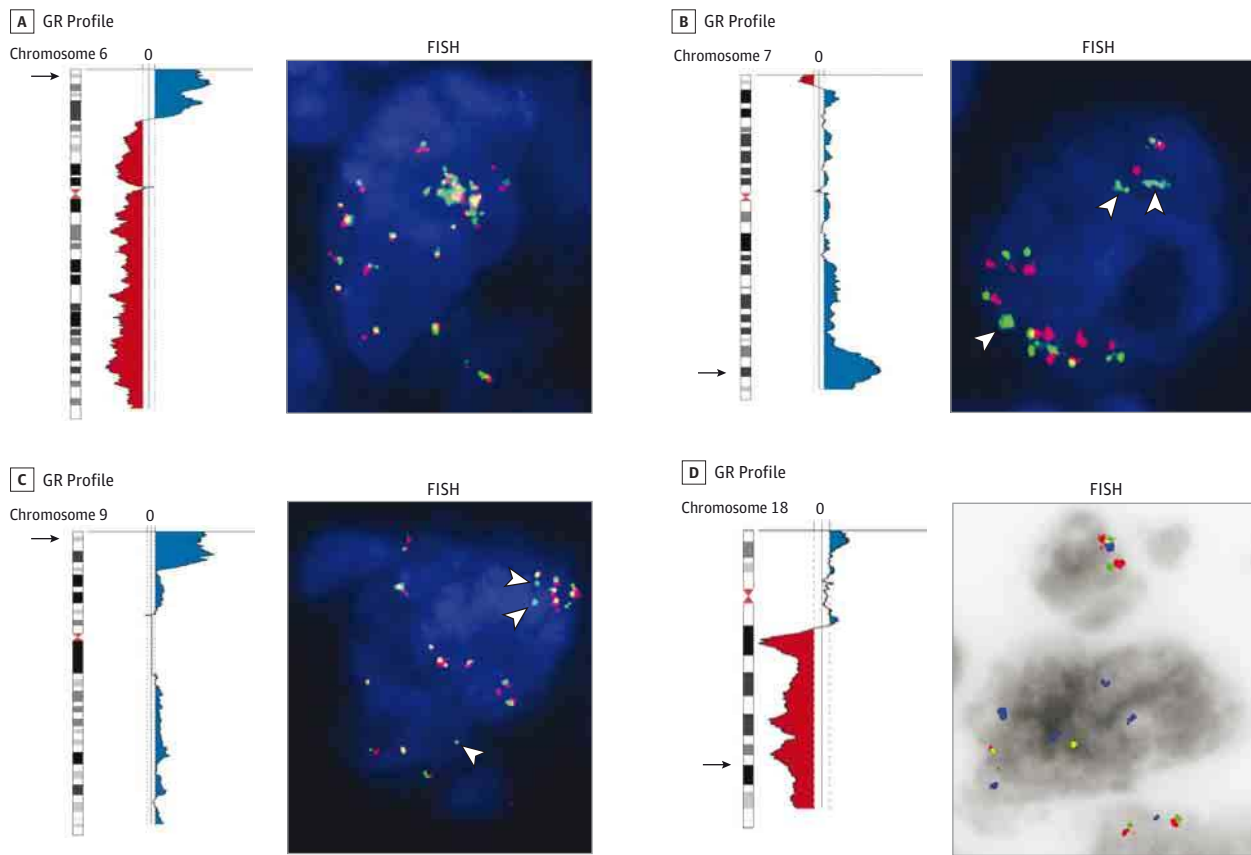 A GR Profile
Chromosome 6
0
FISH
B GR Profile
Chromosome 7
0
FISH
C GR Profile
Chromosome 9
0
FISH
D GR Profile
Chromosome 18
0
FISH